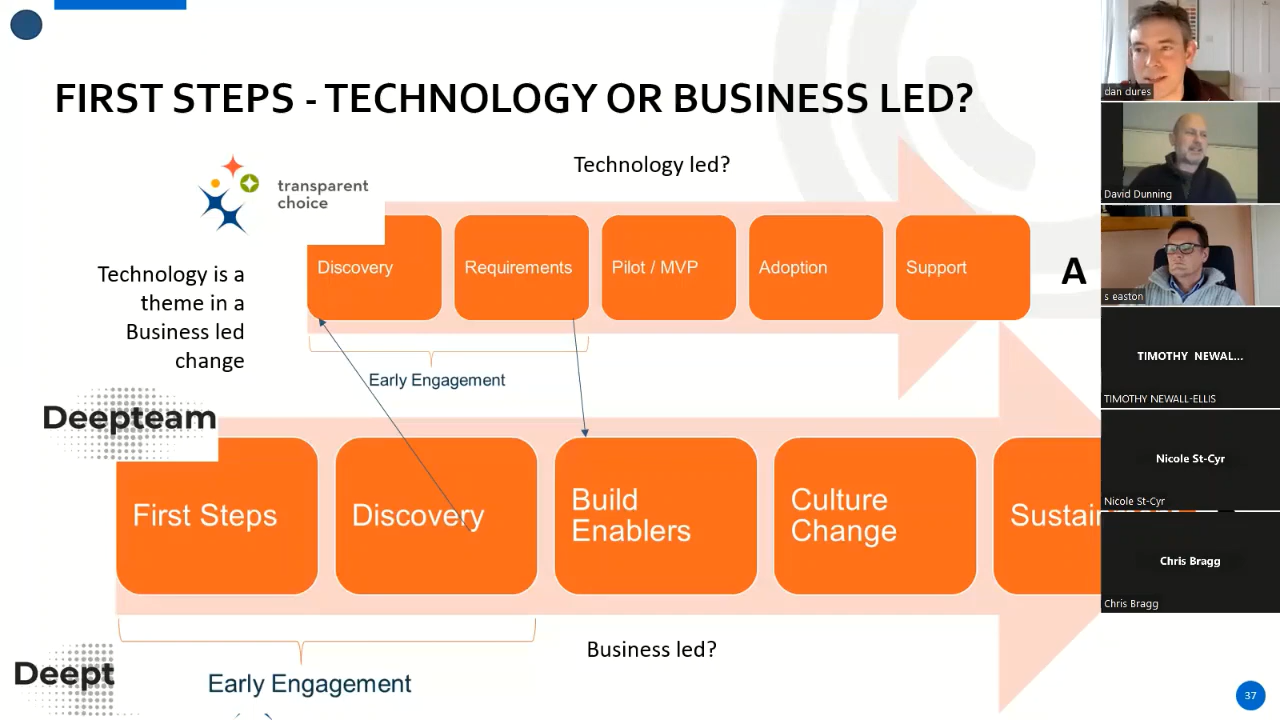 FIRST STEPS - TECHNOLOGY OR BUSINESS LED?
transparent
choice
Technology led?
Discovery
Requirements
Pilot / MVP
Adoption
Support
A
Technology is a
theme in a
Business led
change
Early Engagement
Deepteam
First Steps
Discovery
Build
Enablers
Culture
Change
Sustai
Business led?
Early Engagement
Deept
37
dan dures
David Dunning
s easton
TIMOTHY NEWAL...
TIMOTHY NEWALL-ELLIS
Nicole St-Cyr
Nicole St-Cyr
Chris Bragg
Chris Bragg